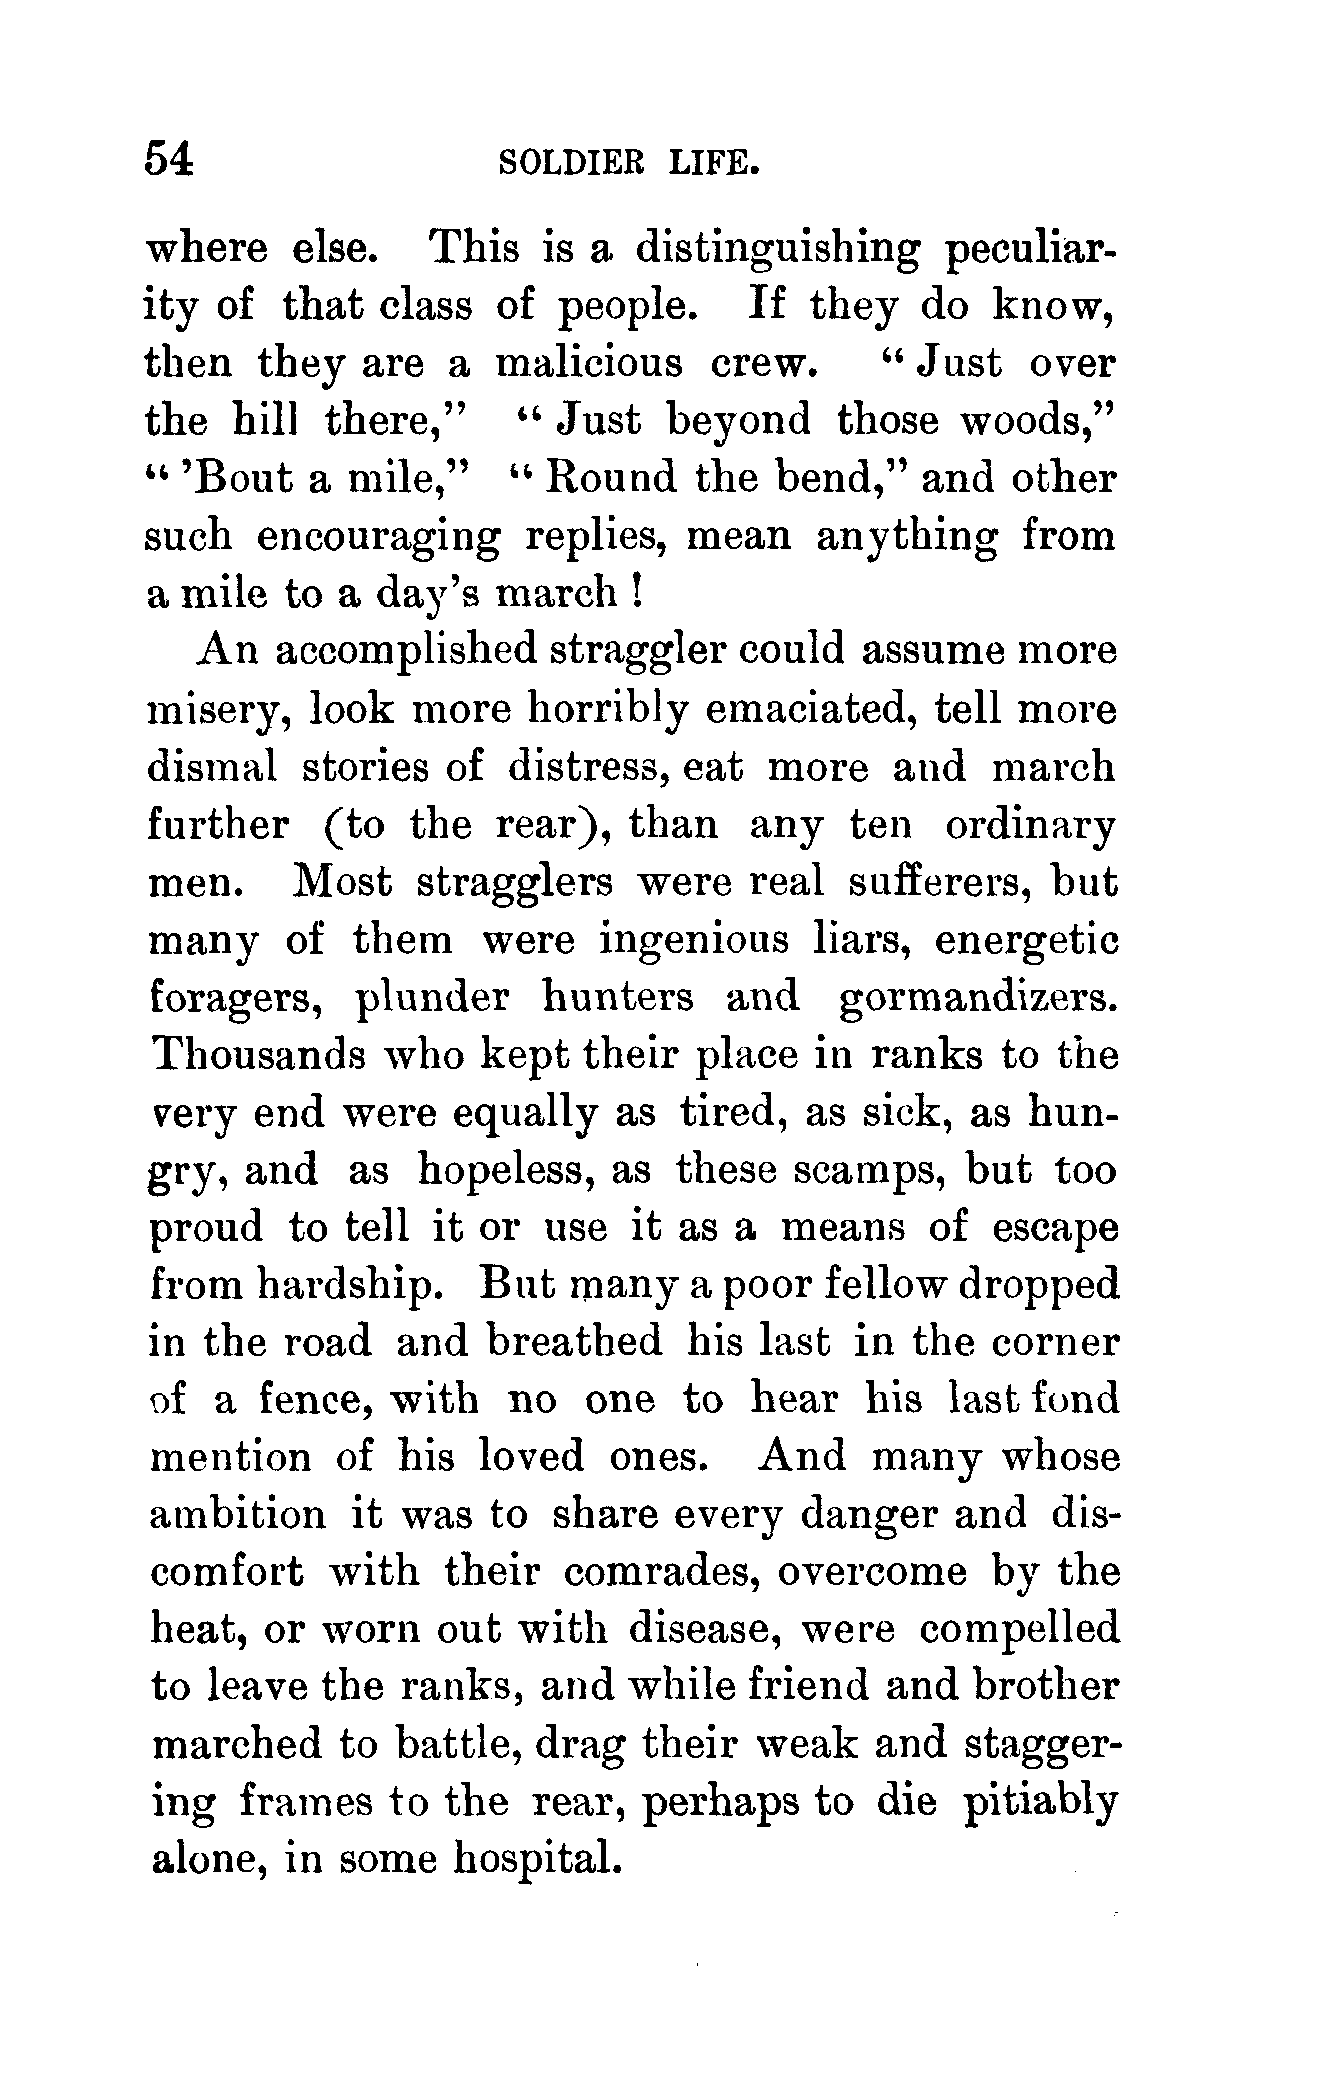 54 SOLDIER LIFE.
where else. This is a distinguishing peculiar-
ity of that class of people. If they do know,
then they are a malicious crew. “ Just over
the hill there,” “ Just beyond those woods,”
“ ’Bout a mile,” “ Round the bend,” and other
such encouraging replies, mean anything from
a mile to a day’s march !
An accomplished straggler could assume more
misery, look more horribly emaciated, tell more
dismal stories of distress, eat more and march
further (to the rear), than any ten ordinary
men. Most stragglers were real sufferers, but
many of them were ingenious liars, energetic
foragers, plunder hunters and gormandizers.
Thousands who kept their place in ranks to the
very end were equally as tired, as sick, as hun-
gry, and as hopeless, as these scamps, but too
proud to tell it or use it as a means of escape
from hardship. But many a poor fellow dropped
in the road and breathed his last in the corner
of a fence, with no one to hear his last fond
mention of his loved ones. And many whose
ambition it was to share every danger and dis-
comfort with their comrades, overcome by the
heat, or worn out with disease, were compelled
to leave the ranks, and while friend and brother
marched to battle, drag their weak and stagger-
ing frames to the rear, perhaps to die pitiably
alone, in some hospital.